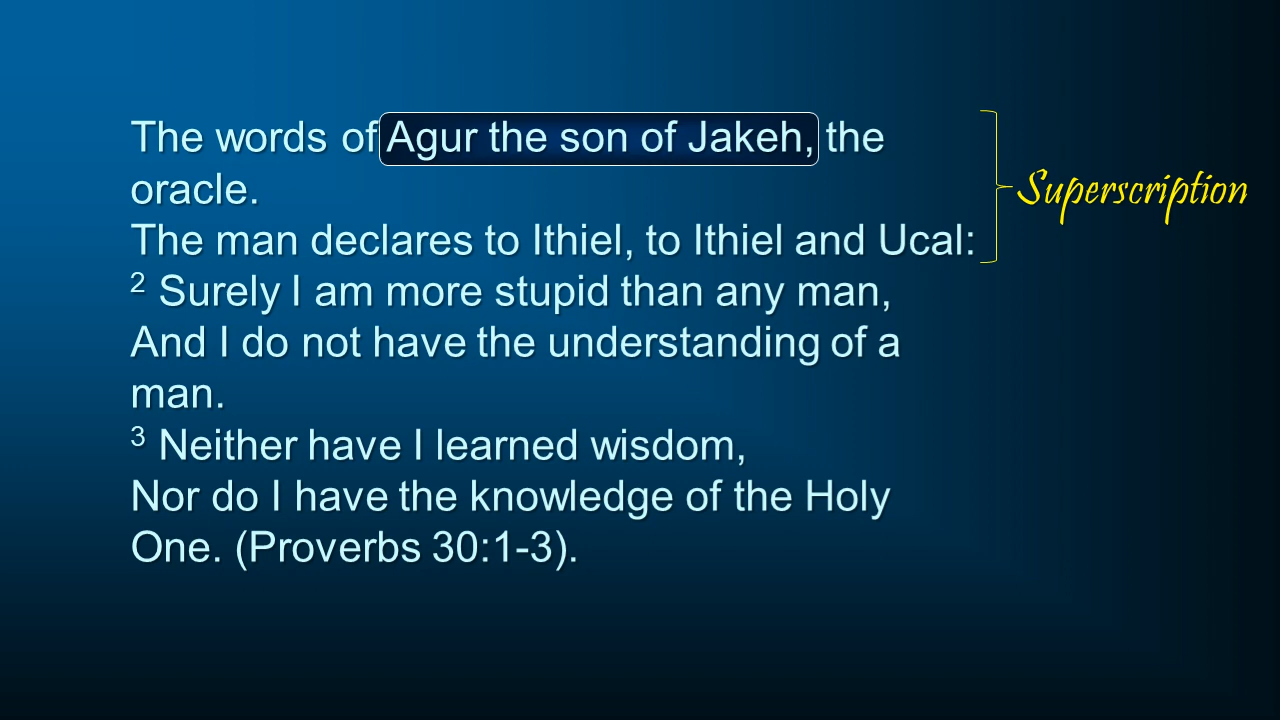 The words of Agur the son of Jakeh, the
oracle.
Superscription
The man declares to Ithiel, to Ithiel and Ucal:
2 Surely I am more stupid than any man,
And I do not have the understanding of a
man.
3 Neither have I learned wisdom,
Nor do I have the knowledge of the Holy
One. (Proverbs 30:1-3).